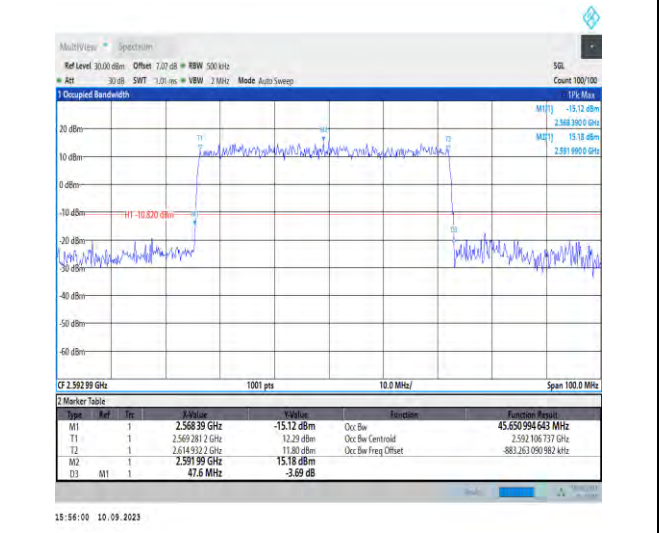 MultiView Spectrum
Ref Level 30.00 dBm Offset 7.07 dB RBW 500 kHz SGL
Att 30 dB SWT 1.01 ms VBW 2 MHz Mode Auto Sweep Count 100/100
1 Occupied Bandwidth 1Pk Max
M1[1] -15.12 dBm
2.568 390 0 GHz
M2[1] 15.18 dBm
2.591 990 0 GHz
20 dBm
T1 M2 T2
10 dBm
0 dBm
-10 dBm H1 -10.820 dBm M1
D3
-20 dBm
-30 dBm
-40 dBm
-50 dBm
-60 dBm
CF 2.592 99 GHz 1001 pts 10.0 MHz/ Span 100.0 MHz
2 Marker Table
Type Ref Trc X-Value Y-Value Function Function Result
M1 1 2.568 39 GHz -15.12 dBm Occ Bw 45.650 994 643 MHz
T1 1 2.569 281 2 GHz 12.29 dBm Occ Bw Centroid 2.592 106 737 GHz
T2 1 2.614 932 2 GHz 11.80 dBm Occ Bw Freq Offset -883.263 090 982 kHz
M2 1 2.591 99 GHz 15.18 dBm
D3 M1 1 47.6 MHz -3.69 dB
15:56:00 10.05.2023